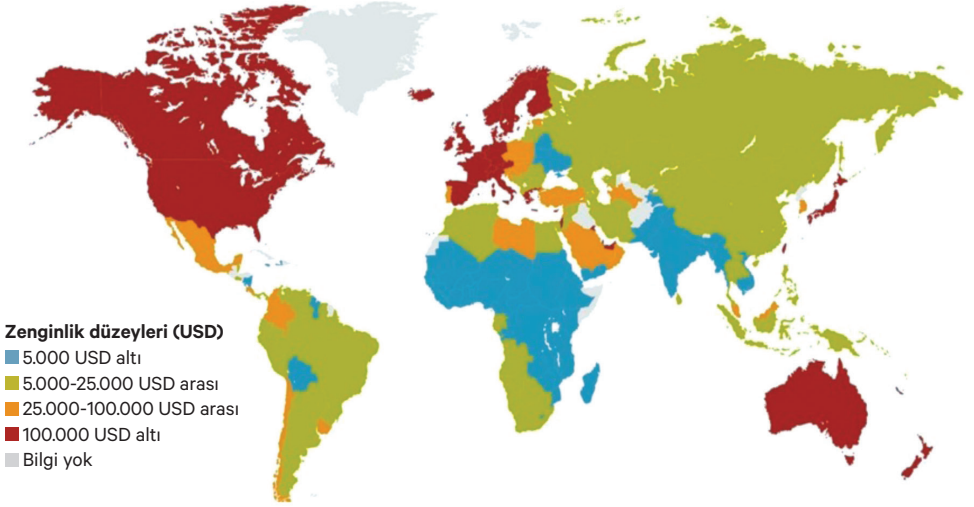 Zenginlik düzeyleri (USD)
5.000 USD altı
5.000-25.000 USD arası
25.000-100.000 USD arası
100.000 USD altı
Bilgi yok